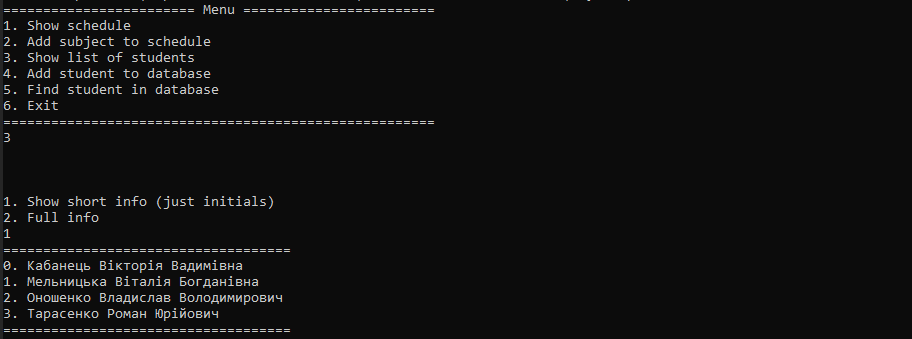 ======================== Menu ========================
1. Show schedule
2. Add subject to schedule
3. Show list of students
4. Add student to database
5. Find student in database
6. Exit
======================================================
3
1. Show short info (just initials)
2. Full info
1
====================================
0. Кабанець Вікторія Вадимівна
1. Мельницька Віталія Богданівна
2. Оношенко Владислав Володимирович
3. Тарасенко Роман Юрійович
====================================